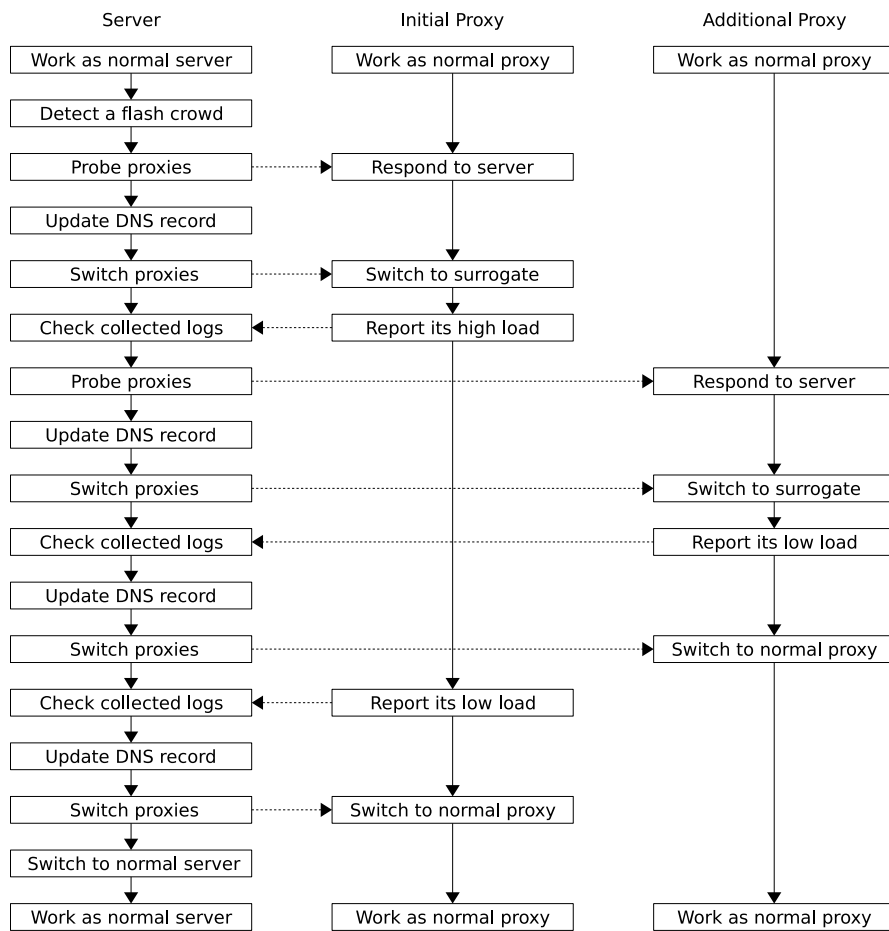 Server
Initial Proxy
Additional Proxy
Work as normal server
Work as normal proxy
Work as normal proxy
Detect a flash crowd
Probe proxies
Respond to server
Update DNS record
Switch proxies
Switch to surrogate
Check collected logs
Report its high load
Probe proxies
Respond to server
Update DNS record
Switch proxies
Switch to surrogate
Check collected logs
Report its low load
Update DNS record
Switch proxies
Switch to normal proxy
Check collected logs
Report its low load
Update DNS record
Switch proxies
Switch to normal proxy
Switch to normal server
Work as normal server
Work as normal proxy
Work as normal proxy